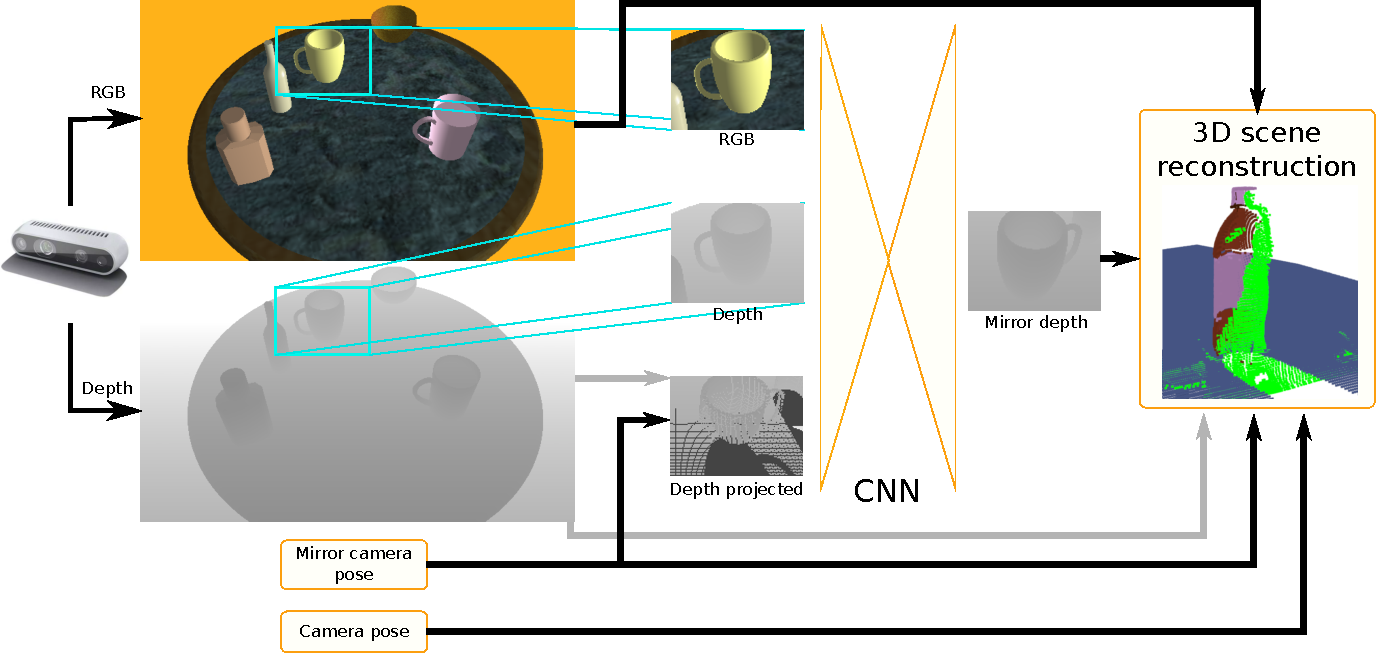 RGB
RGB
3D scene
reconstruction
Depth
Mirror depth
Depth
Depth projected
CNN
Mirror camera
pose
Camera pose